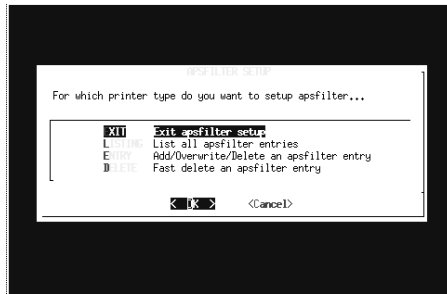 APSFILTER SETUP
For which printer type do you want to setup apsfilter...
EXIT Exit apsfilter setup
LISTING List all apsfilter entries
ENTRY Add/Overwrite/Delete an apsfilter entry
DELETE Fast delete an apsfilter entry
< OK > <Cancel>